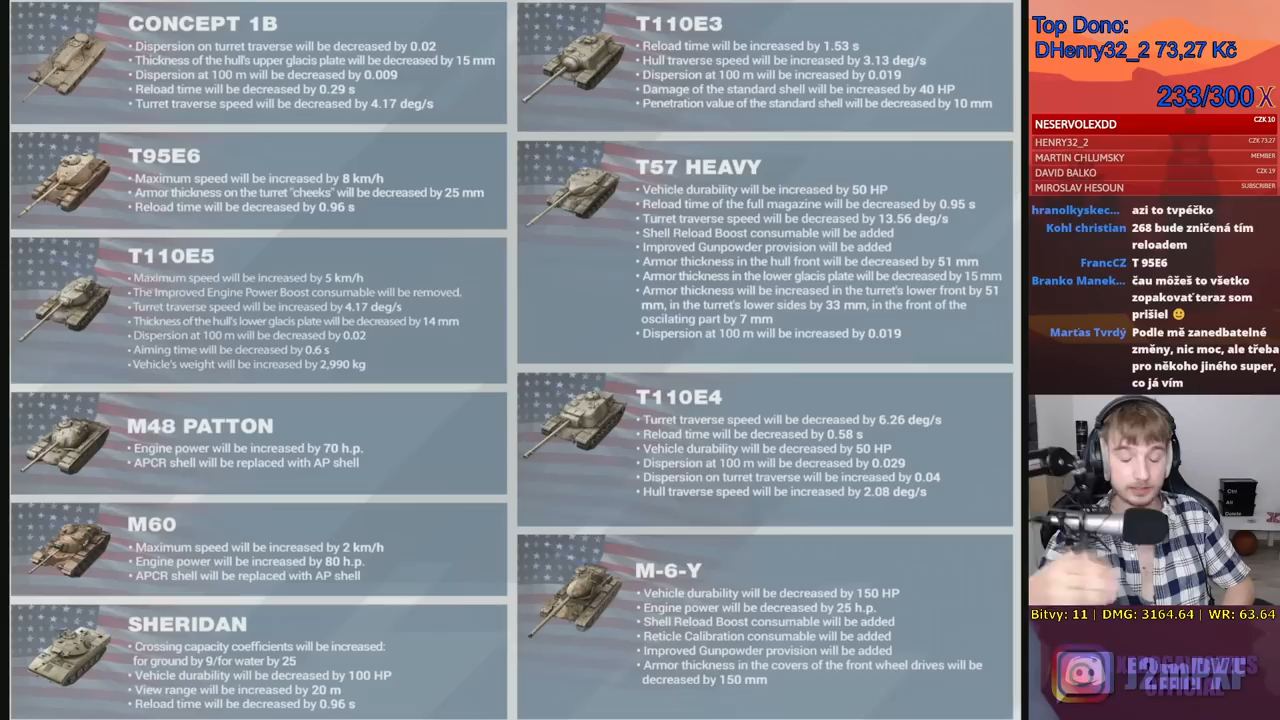 CONCEPT 1B
• Dispersion on turret traverse will be decreased by 0.02
• Thickness of the hull's upper glacis plate will be decreased by 15 mm
• Dispersion at 100 m will be decreased by 0.009
• Reload time will be decreased by 0.29 s
• Turret traverse speed will be decreased by 4.17 deg/s
T95E6
• Maximum speed will be increased by 8 km/h
• Armor thickness on the turret "cheeks" will be decreased by 25 mm
• Reload time will be decreased by 0.96 s
T110E5
• Maximum speed will be increased by 5 km/h
• The Improved Engine Power Boost consumable will be removed.
• Turret traverse speed will be increased by 4.17 deg/s
• Thickness of the hull's lower glacis plate will be decreased by 14 mm
• Dispersion at 100 m will be decreased by 0.02
• Aiming time will be decreased by 0.6 s
• Vehicle's weight will be increased by 2,990 kg
M48 PATTON
• Engine power will be increased by 70 h.p.
• APCR shell will be replaced with AP shell
M60
• Maximum speed will be increased by 2 km/h
• Engine power will be increased by 80 h.p.
• APCR shell will be replaced with AP shell
SHERIDAN
• Crossing capacity coefficients will be increased:
for ground by 9/for water by 25
• Vehicle durability will be decreased by 100 HP
• View range will be increased by 20 m
• Reload time will be decreased by 0.96 s
T110E3
• Reload time will be increased by 1.53 s
• Hull traverse speed will be increased by 3.13 deg/s
• Dispersion at 100 m will be decreased by 0.019
• Damage of the standard shell will be increased by 40 HP
• Penetration value of the standard shell will be decreased by 10 mm
T57 HEAVY
• Vehicle durability will be increased by 50 HP
• Reload time of the full magazine will be decreased by 0.95 s
• Turret traverse speed will be decreased by 13.56 deg/s
• Shell Reload Boost consumable will be added
• Improved Gunpowder provision will be added
• Armor thickness in the hull front will be decreased by 51 mm
• Armor thickness in the lower glacis plate will be decreased by 15 mm
• Armor thickness will be increased in the turret's lower front by 51
mm, in the turret's lower sides by 33 mm, in the front of the
oscilating part by 7 mm
• Dispersion at 100 m will be increased by 0.019
T110E4
• Turret traverse speed will be decreased by 6.26 deg/s
• Reload time will be decreased by 0.58 s
• Vehicle durability will be decreased by 50 HP
• Dispersion at 100 m will be decreased by 0.029
• Dispersion on turret traverse will be decreased by 0.04
• Hull traverse speed will be increased by 2.08 deg/s
M-6-Y
• Vehicle durability will be decreased by 150 HP
• Engine power will be decreased by 25 h.p.
• Shell Reload Boost consumable will be added
• Reticle Calibration consumable will be added
• Improved Gunpowder provision will be added
• Armor thickness in the covers of the front wheel drives will be
decreased by 150 mm
Top Dono:
DHenry32_2 73,27 Kč
233/300 X
NESERVOLEXDD CZK 10
HENRY32_2 CZK 73.27
MARTIN CHLUMSKY MEMBER
DAVID BALKO CZK 19
MIROSLAV HESOUN SUBSCRIBER
hranolkyskec... azi to tvpéčko
Kohl christian 268 bude zničená tím
reloadem
FrancCZ T 95E6
Branko Manek... čau môžeš to všetko
zopakovať teraz som
prišiel 🙂
Marťas Tvrdý Podle mě zanedbatelné
změny, nic moc, ale třeba
pro někoho jiného super,
co já vím
Ctrl
Alt
Delete
Bitvy: 11 | DMG: 3164.64 | WR: 63.64